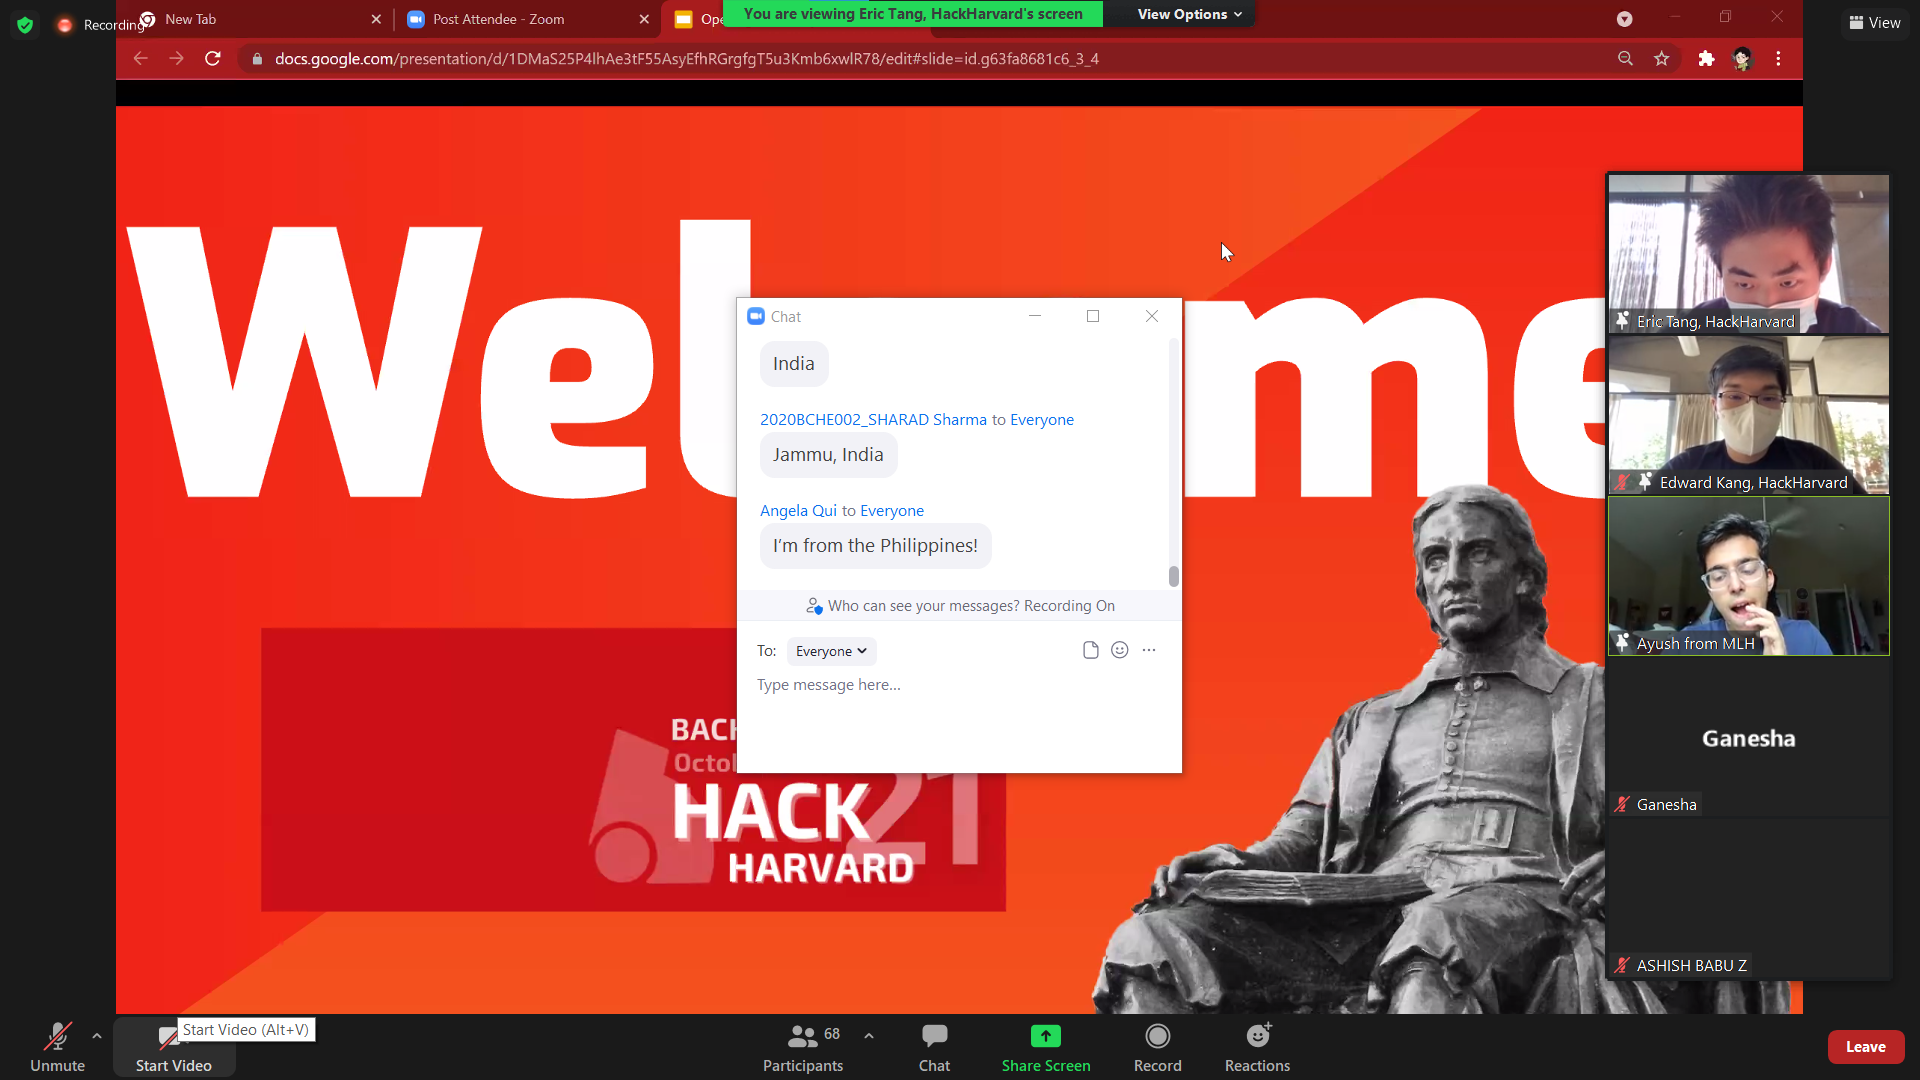 Recording
New Tab
Post Attendee - Zoom
Ope
You are viewing Eric Tang, HackHarvard's screen
View Options
View
docs.google.com/presentation/d/1DMaS25P4lhAe3tF55AsyEfhRGrgfgT5u3Kmb6xwlR78/edit#slide=id.g63fa8681c6_3_4
Wel me
Chat
India
2020BCHE002_SHARAD Sharma to Everyone
Jammu, India
Angela Qui to Everyone
I'm from the Philippines!
Who can see your messages? Recording On
To: Everyone
Type message here...
BACH
Octo
HACK
21
HARVARD
Eric Tang, HackHarvard
Edward Kang, HackHarvard
Ayush from MLH
Ganesha
Ganesha
ASHISH BABU Z
Start Video (Alt+V)
Unmute
Start Video
68
Participants
Chat
Share Screen
Record
Reactions
Leave